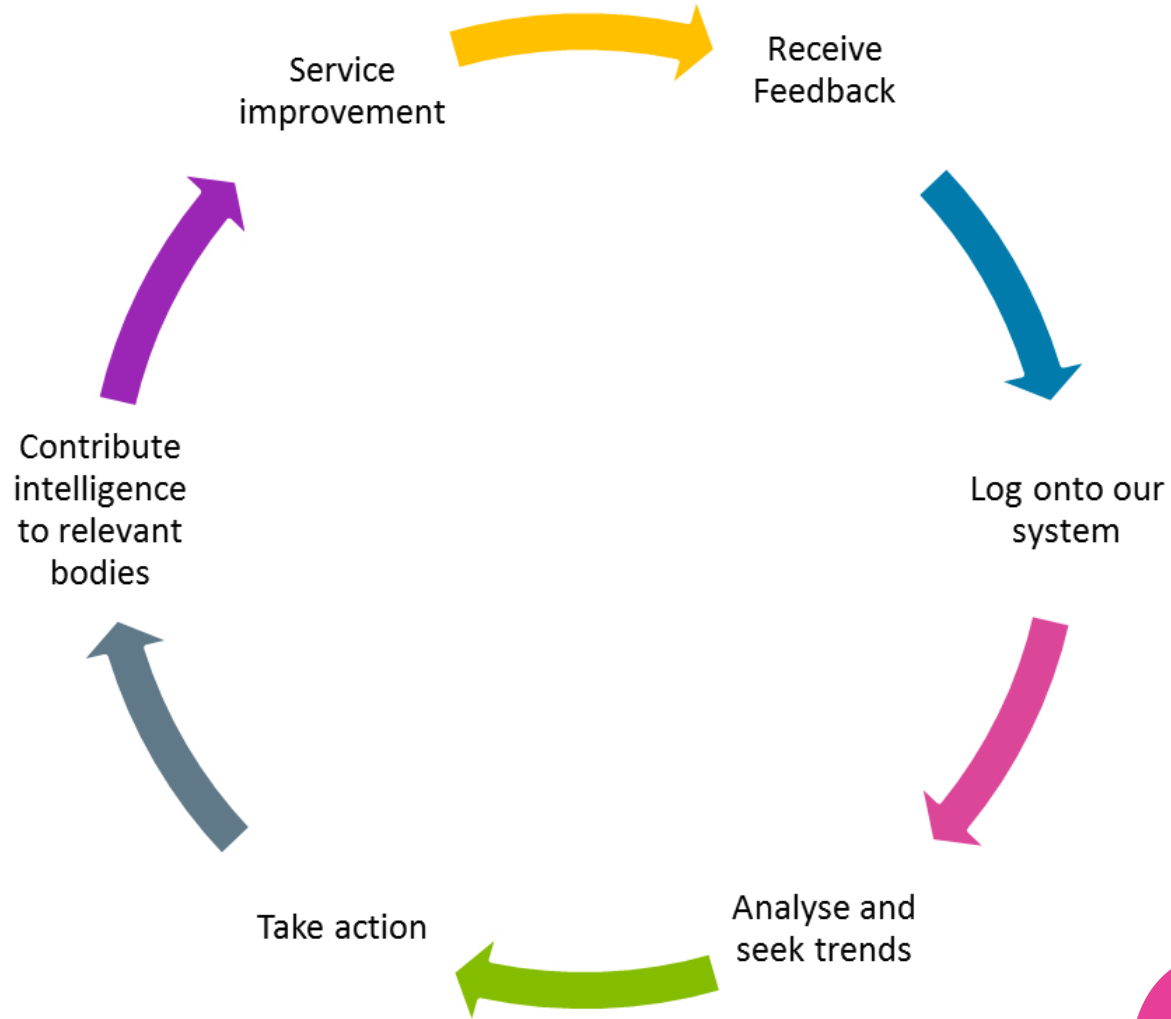 Service
improvement
Receive
Feedback
Log onto our
system
Analyse and
seek trends
Take action
Contribute
intelligence
to relevant
bodies